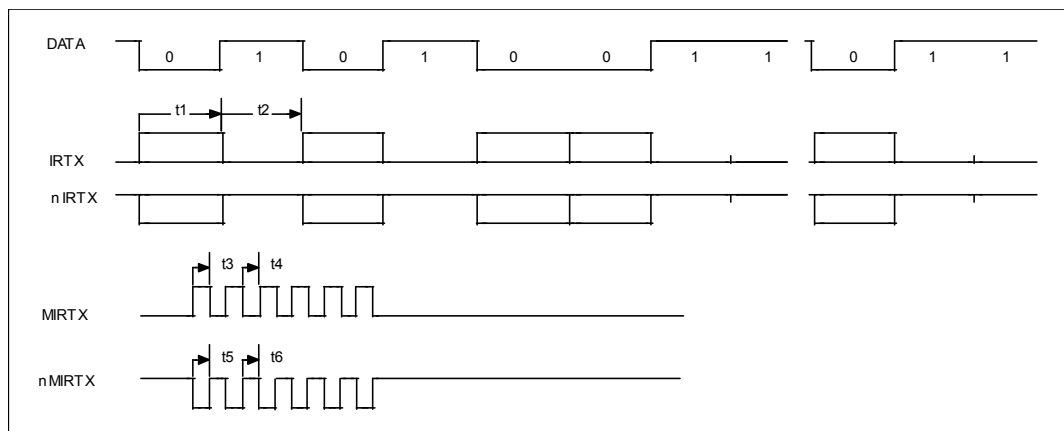 DATA
0 1 0 1 0 0 1 1 0 1 1
t1 t2
IRTX
n IRTX
t3 t4
MIRTX
t5 t6
nMIRTX